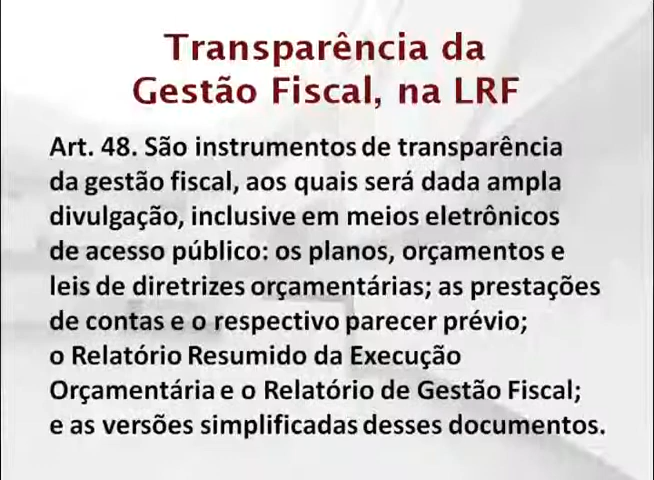 Transparência da
Gestão Fiscal, na LRF
Art. 48. São instrumentos de transparência
da gestão fiscal, aos quais será dada ampla
divulgação, inclusive em meios eletrônicos
de acesso público: os planos, orçamentos e
leis de diretrizes orçamentárias; as prestações
de contas e o respectivo parecer prévio;
o Relatório Resumido da Execução
Orçamentária e o Relatório de Gestão Fiscal;
e as versões simplificadas desses documentos.